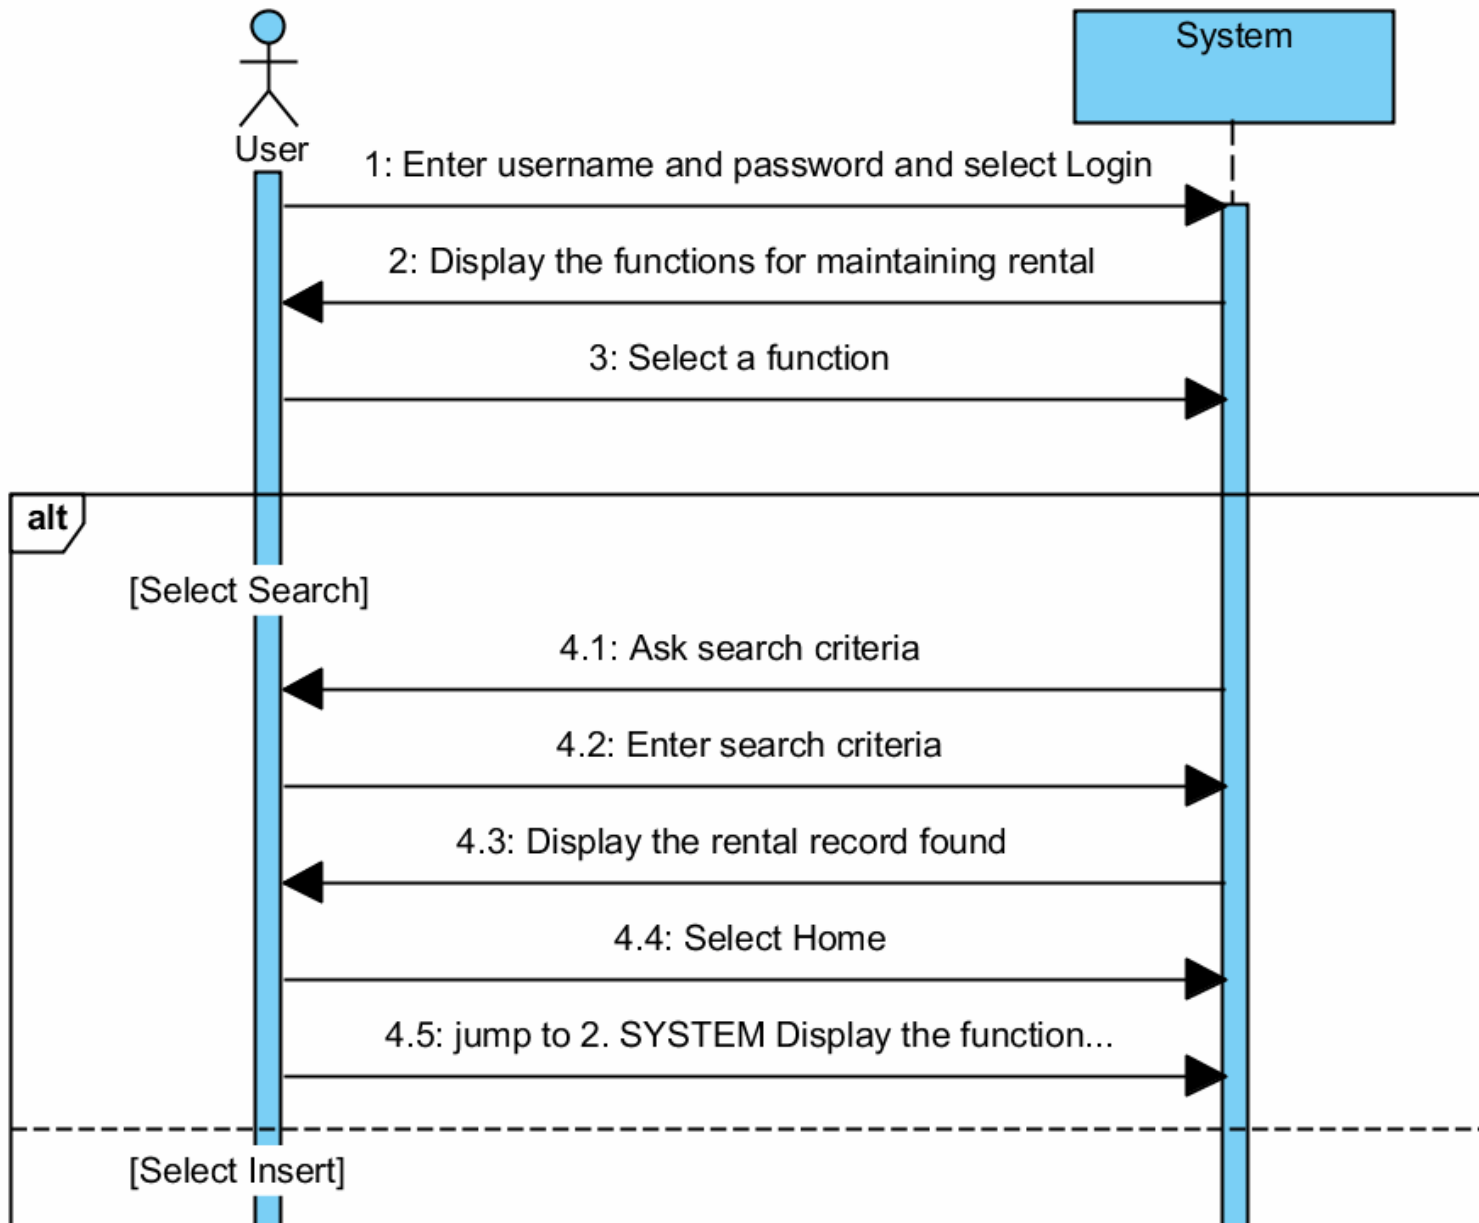 System
User
1: Enter username and password and select Login
2: Display the functions for maintaining rental
3: Select a function
alt
[Select Search]
4.1: Ask search criteria
4.2: Enter search criteria
4.3: Display the rental record found
4.4: Select Home
4.5: jump to 2. SYSTEM Display the function...
[Select Insert]